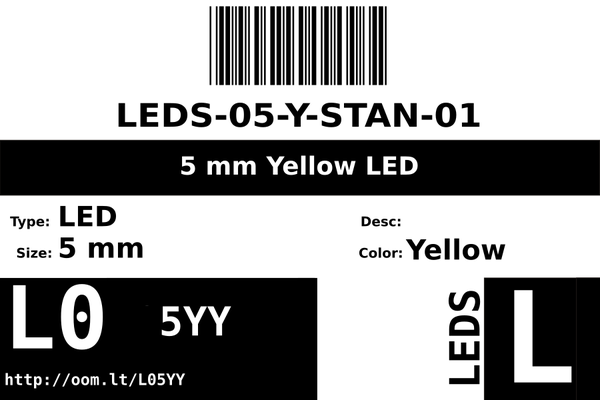 LEDS-05-Y-STAN-01
5 mm Yellow LED
Type: LED
Desc:
Size: 5 mm
Color: Yellow
L0 5YY
http://oom.lt/L05YY
LEDS
L